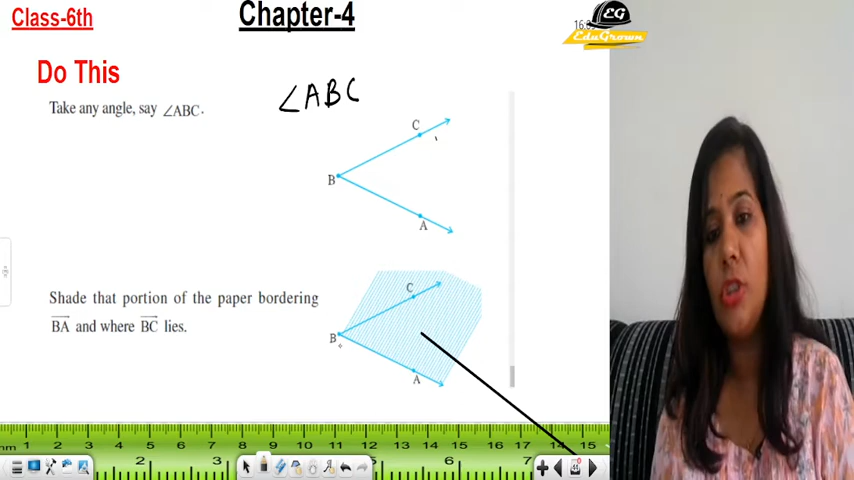 Class-6th
Chapter-4
EG
EduGrown
Do This
Take any angle, say ∠ABC.
∠ABC
C
B
A
Shade that portion of the paper bordering
BA and where BC lies.
C
B
A
1 2 3 4 5 6 7 8 9 10 11 12 13 14 15 16 17 18 19